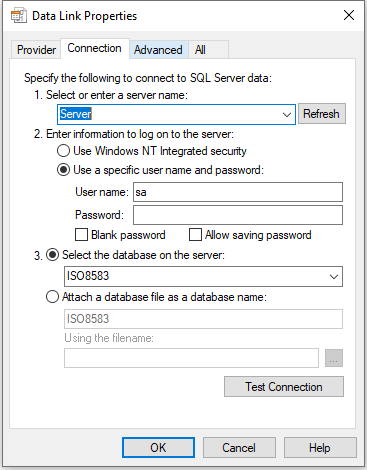 Data Link Properties
Provider Connection Advanced All
Specify the following to connect to SQL Server data:
1. Select or enter a server name:
Server Refresh
2. Enter information to log on to the server:
Use Windows NT Integrated security
Use a specific user name and password:
User name: sa
Password:
Blank password Allow saving password
3. Select the database on the server:
ISO8583
Attach a database file as a database name:
ISO8583
Using the filename:
...
Test Connection
OK Cancel Help